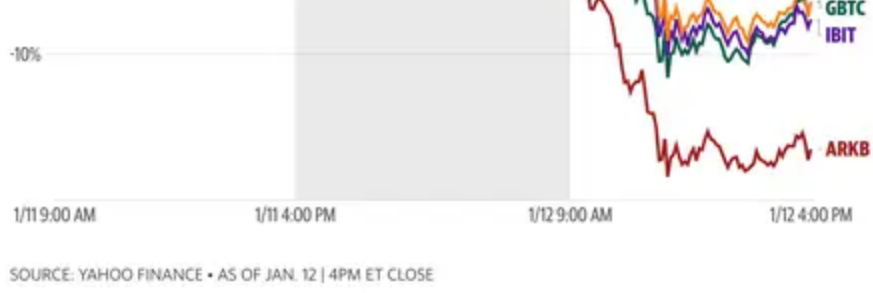 GBTC
IBIT
-10%
ARKB
1/11 9:00 AM 1/11 4:00 PM 1/12 9:00 AM 1/12 4:00 PM
SOURCE: YAHOO FINANCE • AS OF JAN. 12 | 4PM ET CLOSE